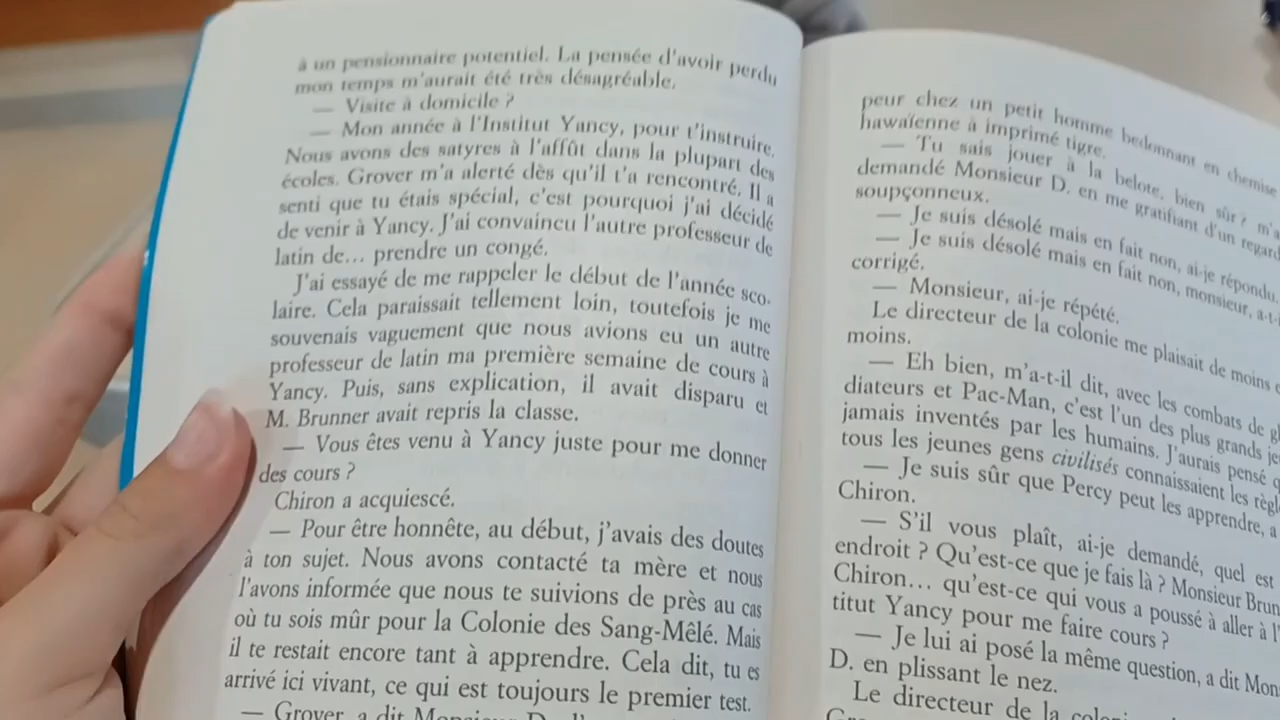 à un pensionnaire potentiel. La pensée d'avoir perdu
mon temps m'aurait été très désagréable.
— Visite à domicile ?
— Mon année à l'Institut Yancy, pour t'instruire.
Nous avons des satyres à l'affût dans la plupart des
écoles. Grover m'a alerté dès qu'il t'a rencontré. Il a
senti que tu étais spécial, c'est pourquoi j'ai décidé
de venir à Yancy. J'ai convaincu l'autre professeur de
latin de... prendre un congé.
J'ai essayé de me rappeler le début de l'année sco-
laire. Cela paraissait tellement loin, toutefois je me
souvenais vaguement que nous avions eu un autre
professeur de latin ma première semaine de cours à
Yancy. Puis, sans explication, il avait disparu et
M. Brunner avait repris la classe.
— Vous êtes venu à Yancy juste pour me donner
des cours ?
Chiron a acquiescé.
— Pour être honnête, au début, j'avais des doutes
à ton sujet. Nous avons contacté ta mère et nous
l'avons informée que nous te suivions de près au cas
où tu sois mûr pour la Colonie des Sang-Mêlé. Mais
il te restait encore tant à apprendre. Cela dit, tu es
arrivé ici vivant, ce qui est toujours le premier test.
— Grover, a dit Monsieur D.
peur chez un petit homme bedonnant en chemise
hawaïenne à imprimé tigre.
— Tu sais jouer à la belote, bien sûr ? m'a
demandé Monsieur D. en me gratifiant d'un regard
soupçonneux.
— Je suis désolé mais en fait non, ai-je répondu.
— Je suis désolé mais en fait non, monsieur, a-t-
corrigé.
— Monsieur, ai-je répété.
Le directeur de la colonie me plaisait de moins
moins.
— Eh bien, m'a-t-il dit, avec les combats de gl
diateurs et Pac-Man, c'est l'un des plus grands je
jamais inventés par les humains. J'aurais pensé q
tous les jeunes gens civilisés connaissaient les règl
— Je suis sûr que Percy peut les apprendre, a
Chiron.
— S'il vous plaît, ai-je demandé, quel est
endroit ? Qu'est-ce que je fais là ? Monsieur Brun
Chiron... qu'est-ce qui vous a poussé à aller à l'
titut Yancy pour me faire cours ?
— Je lui ai posé la même question, a dit Mons
D. en plissant le nez.
Le directeur de la colonie